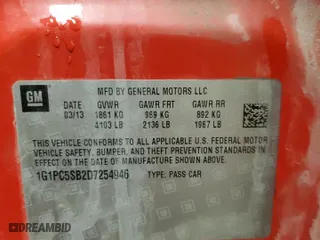 GM
MFD BY GENERAL MOTORS LLC
DATE GVWR GAWR FRT GAWR RR
03/13 1861 KG 969 KG 892 KG
4103 LB 2136 LB 1967 LB
THIS VEHICLE CONFORMS TO ALL APPLICABLE U.S. FEDERAL MOTOR
VEHICLE SAFETY, BUMPER, AND THEFT PREVENTION STANDARDS
IN EFFECT ON THE DATE OF MANUFACTURE SHOWN ABOVE.
1G1PC5SB2D7254946 TYPE: PASS CAR
© AUTOHELPERBOT.COM